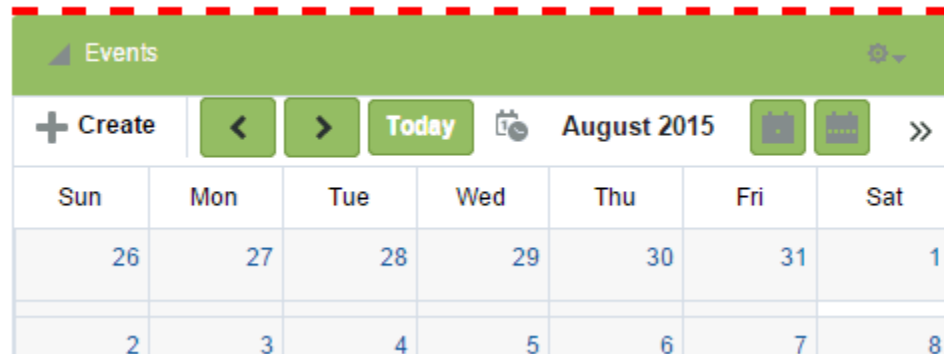 Events
Create Today August 2015
Sun Mon Tue Wed Thu Fri Sat
26 27 28 29 30 31 1
2 3 4 5 6 7 8